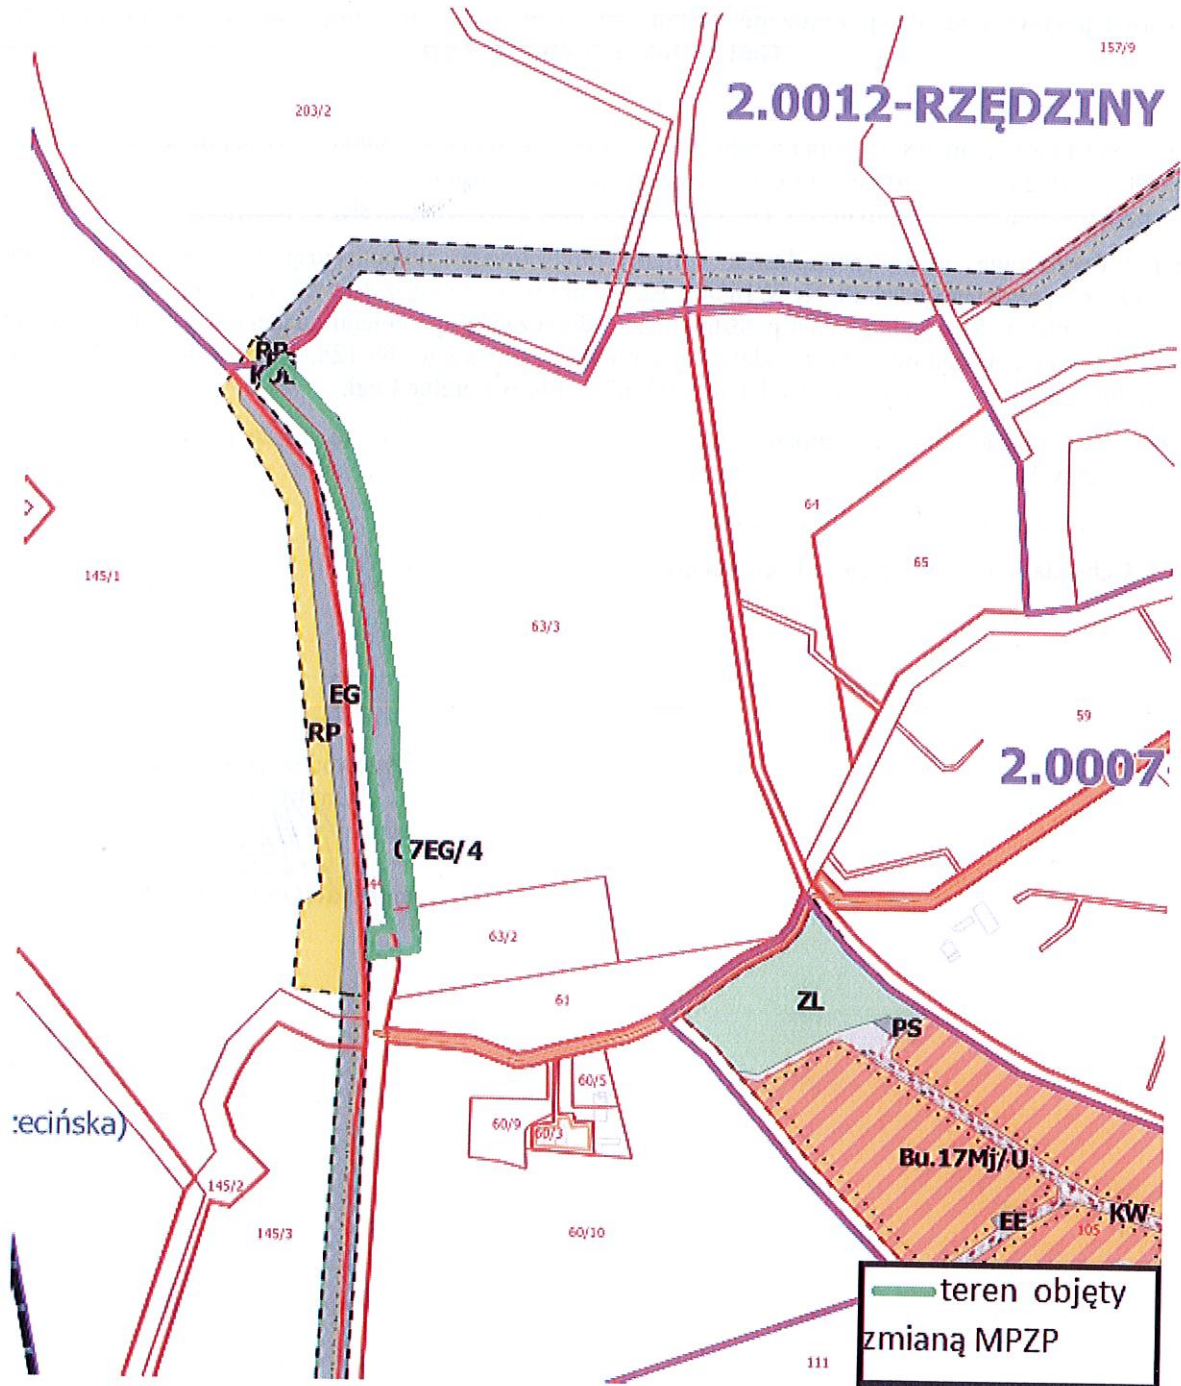 157/9
203/2
2.0012-RZĘDZINY
RP
KDL
64
65
145/1
63/3
EG
RP
59
2.0007
07EG/4
63/2
61
ZL
PS
60/5
60/9
60/3
:ecińska)
Bu.17Mj/U
145/2
EE
KW
105
145/3
60/10
teren objęty
zmianą MPZP
111